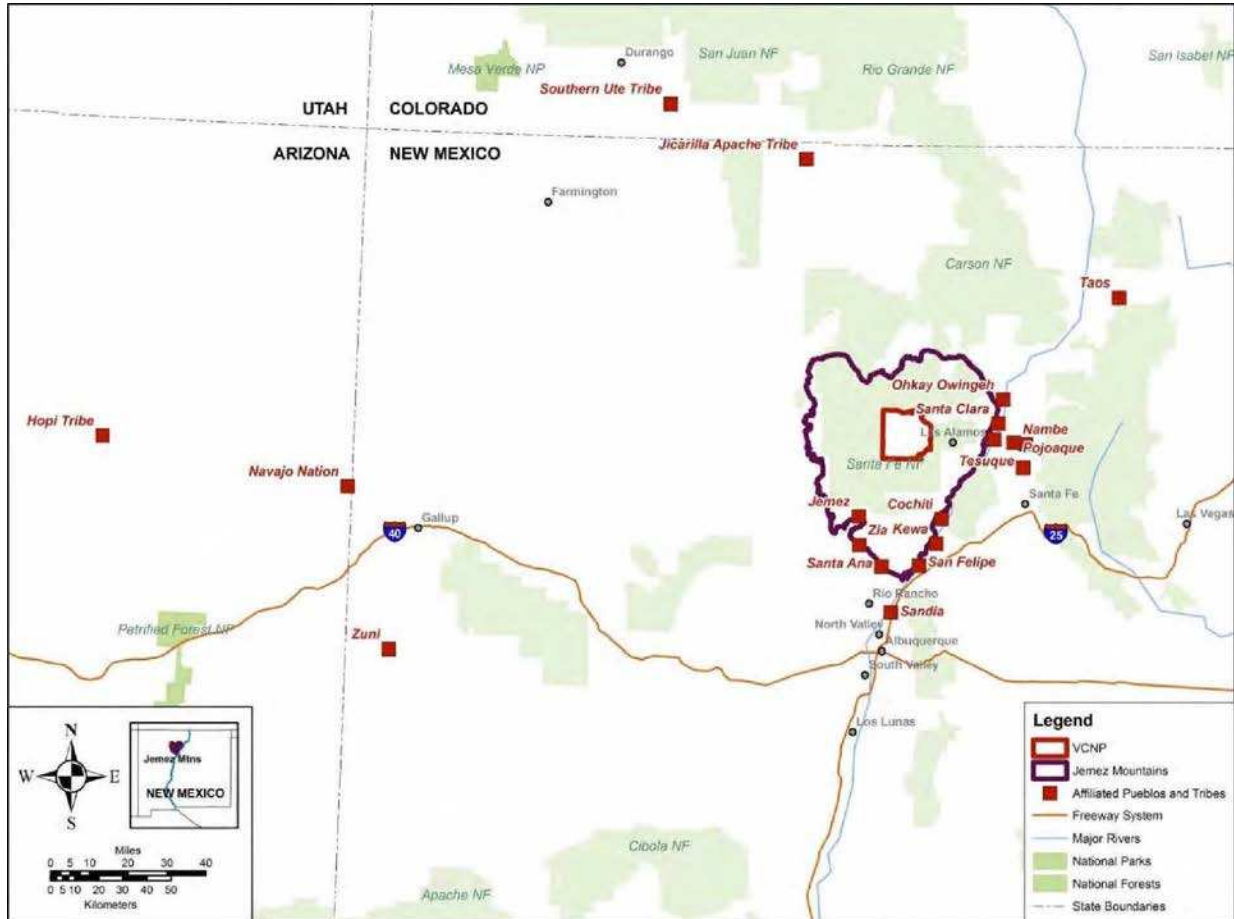 Durango
San Juan NF
San Isabel NF
Mesa Verde NP
Rio Grande NF
Southern Ute Tribe
UTAH
COLORADO
ARIZONA
NEW MEXICO
Jicarilla Apache Tribe
Farmington
Carson NF
Taos
Ohkay Owingeh
Santa Clara
Hopi Tribe
Los Alamos
Nambe
Pojoaque
Tesuque
Santa Fe NF
Navajo Nation
Santa Fe
Jemez
Cochiti
Las Vegas
Gallup
40
25
Zia
Kewa
Santa Ana
San Felipe
Rio Rancho
Sandia
Petrified Forest NP
North Valley
Zuni
Albuquerque
South Valley
Los Lunas
Cibola NF
Apache NF
N
W
E
S
Jemez Mtns
NEW MEXICO
Miles
0 5 10 20 30 40
0 5 10 20 30 40 50
Kilometers
Legend
VCNP
Jemez Mountains
Affiliated Pueblos and Tribes
Freeway System
Major Rivers
National Parks
National Forests
State Boundaries